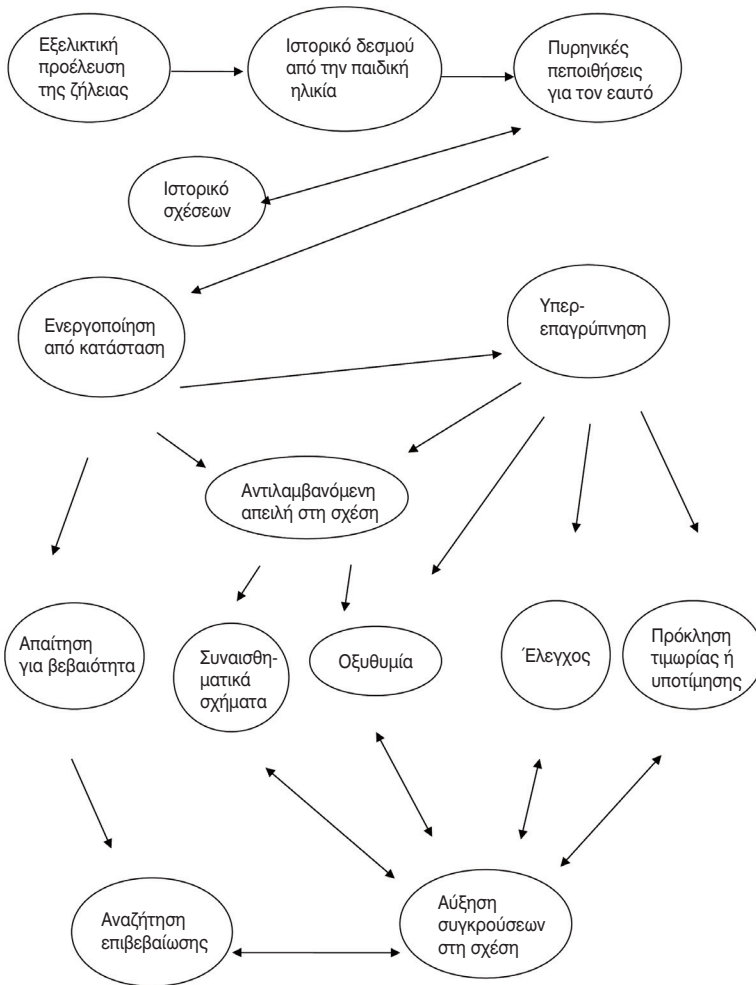 Εξελικτική
προέλευση
της ζήλειας
Ιστορικό δεσμού
από την παιδική
ηλικία
Πυρηνικές
πεποιθήσεις
για τον εαυτό
Ιστορικό
σχέσεων
Ενεργοποίηση
από κατάσταση
Υπερ-
επαγρύπνηση
Αντιλαμβανόμενη
απειλή στη σχέση
Απαίτηση
για βεβαιότητα
Συναισθη-
ματικά
σχήματα
Οξυθυμία
Έλεγχος
Πρόκληση
τιμωρίας ή
υποτίμησης
Αναζήτηση
επιβεβαίωσης
Αύξηση
συγκρούσεων
στη σχέση